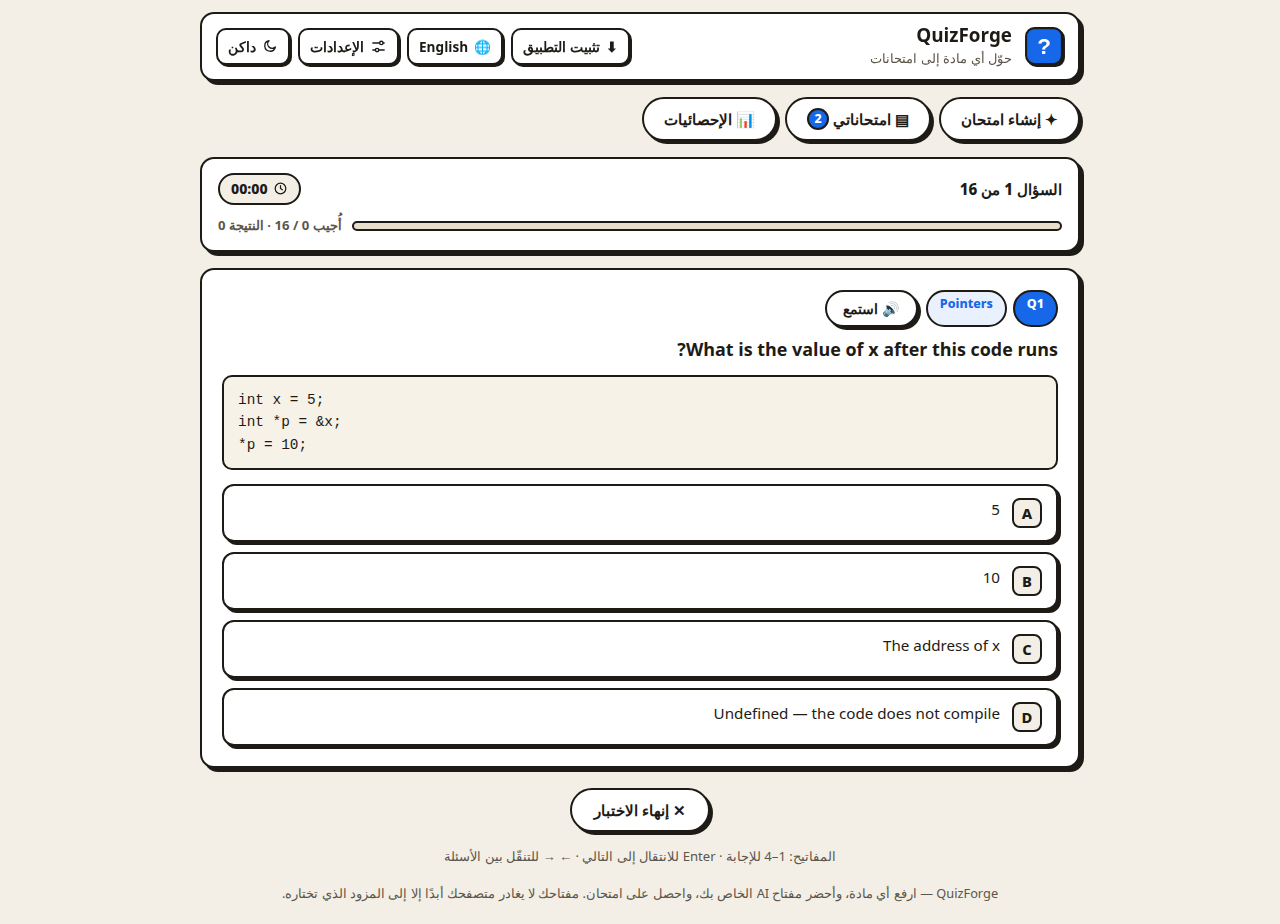 QuizForge
حوّل أي مادة إلى امتحانات
تثبيت التطبيق
English
الإعدادات
داكن
إنشاء امتحان
امتحاناتي 2
الإحصائيات
السؤال 1 من 16
00:00
أُجيب 0 / 16 · النتيجة 0
Q1
Pointers
استمع
What is the value of x after this code runs?
int x = 5;
int *p = &x;
*p = 10;
A 5
B 10
C The address of x
D Undefined — the code does not compile
✕ إنهاء الاختبار
المفاتيح: 1–4 للإجابة · Enter للانتقال إلى التالي · ← → للتنقّل بين الأسئلة
QuizForge — ارفع أي مادة، وأحضر مفتاح AI الخاص بك، واحصل على امتحان. مفتاحك لا يغادر متصفحك أبدًا إلا إلى المزود الذي تختاره.